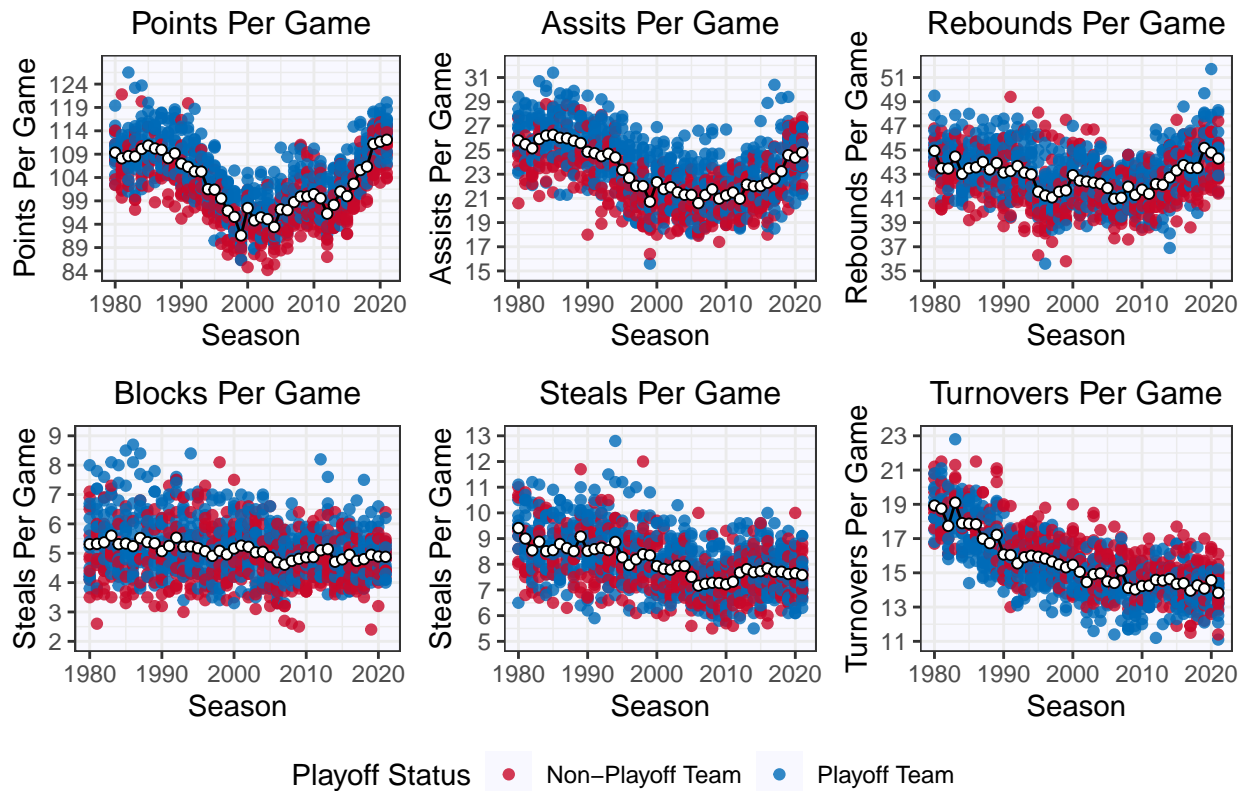 Points Per Game
Assits Per Game
Rebounds Per Game
Points Per Game
124
119
114
109
104
99
94
89
84
1980 1990 2000 2010 2020
Season
Assists Per Game
31
29
27
25
23
21
19
17
15
1980 1990 2000 2010 2020
Season
Rebounds Per Game
51
49
47
45
43
41
39
37
35
1980 1990 2000 2010 2020
Season
Blocks Per Game
Steals Per Game
Turnovers Per Game
Steals Per Game
9
8
7
6
5
4
3
2
1980 1990 2000 2010 2020
Season
Steals Per Game
13
12
11
10
9
8
7
6
5
1980 1990 2000 2010 2020
Season
Turnovers Per Game
23
21
19
17
15
13
11
1980 1990 2000 2010 2020
Season
Playoff Status Non−Playoff Team Playoff Team